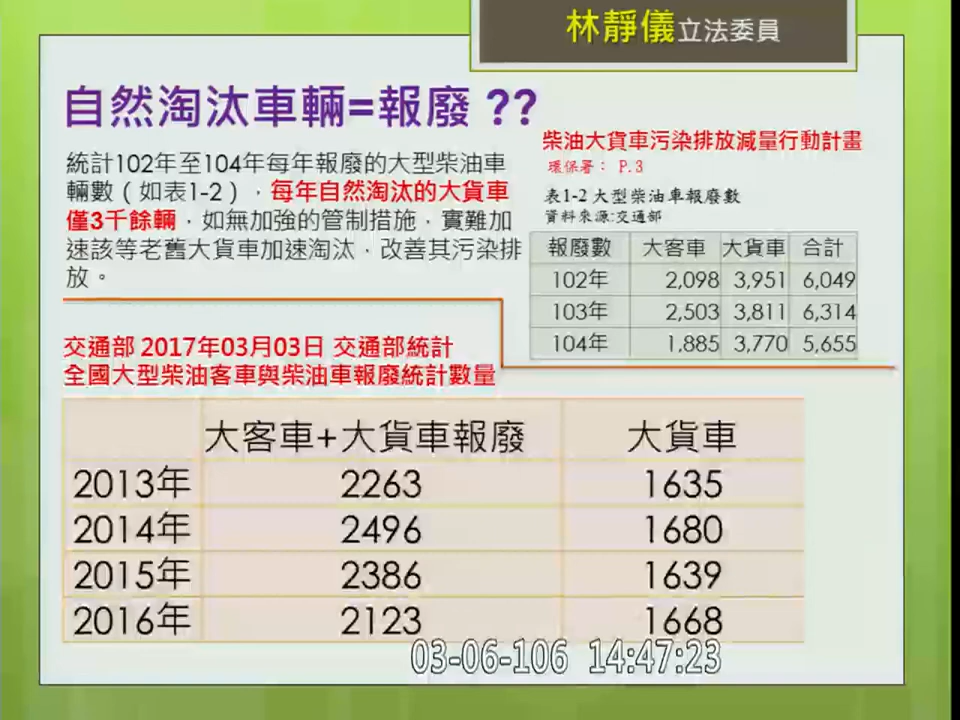 林靜儀立法委員
自然淘汰車輛=報廢 ??
統計102年至104年每年報廢的大型柴油車
輛數（如表1-2），每年自然淘汰的大貨車
僅3千餘輛，如無加強的管制措施，實難加
速該等老舊大貨車加速淘汰，改善其污染排
放。
柴油大貨車污染排放減量行動計畫
環保署： P.3
表1-2 大型柴油車報廢數
資料來源:交通部
報廢數 大客車 大貨車 合計
102年 2,098 3,951 6,049
103年 2,503 3,811 6,314
104年 1,885 3,770 5,655
交通部 2017年03月03日 交通部統計
全國大型柴油客車與柴油車報廢統計數量
大客車+大貨車報廢 大貨車
2013年 2263 1635
2014年 2496 1680
2015年 2386 1639
2016年 2123 1668
03-06-106 14:47:23